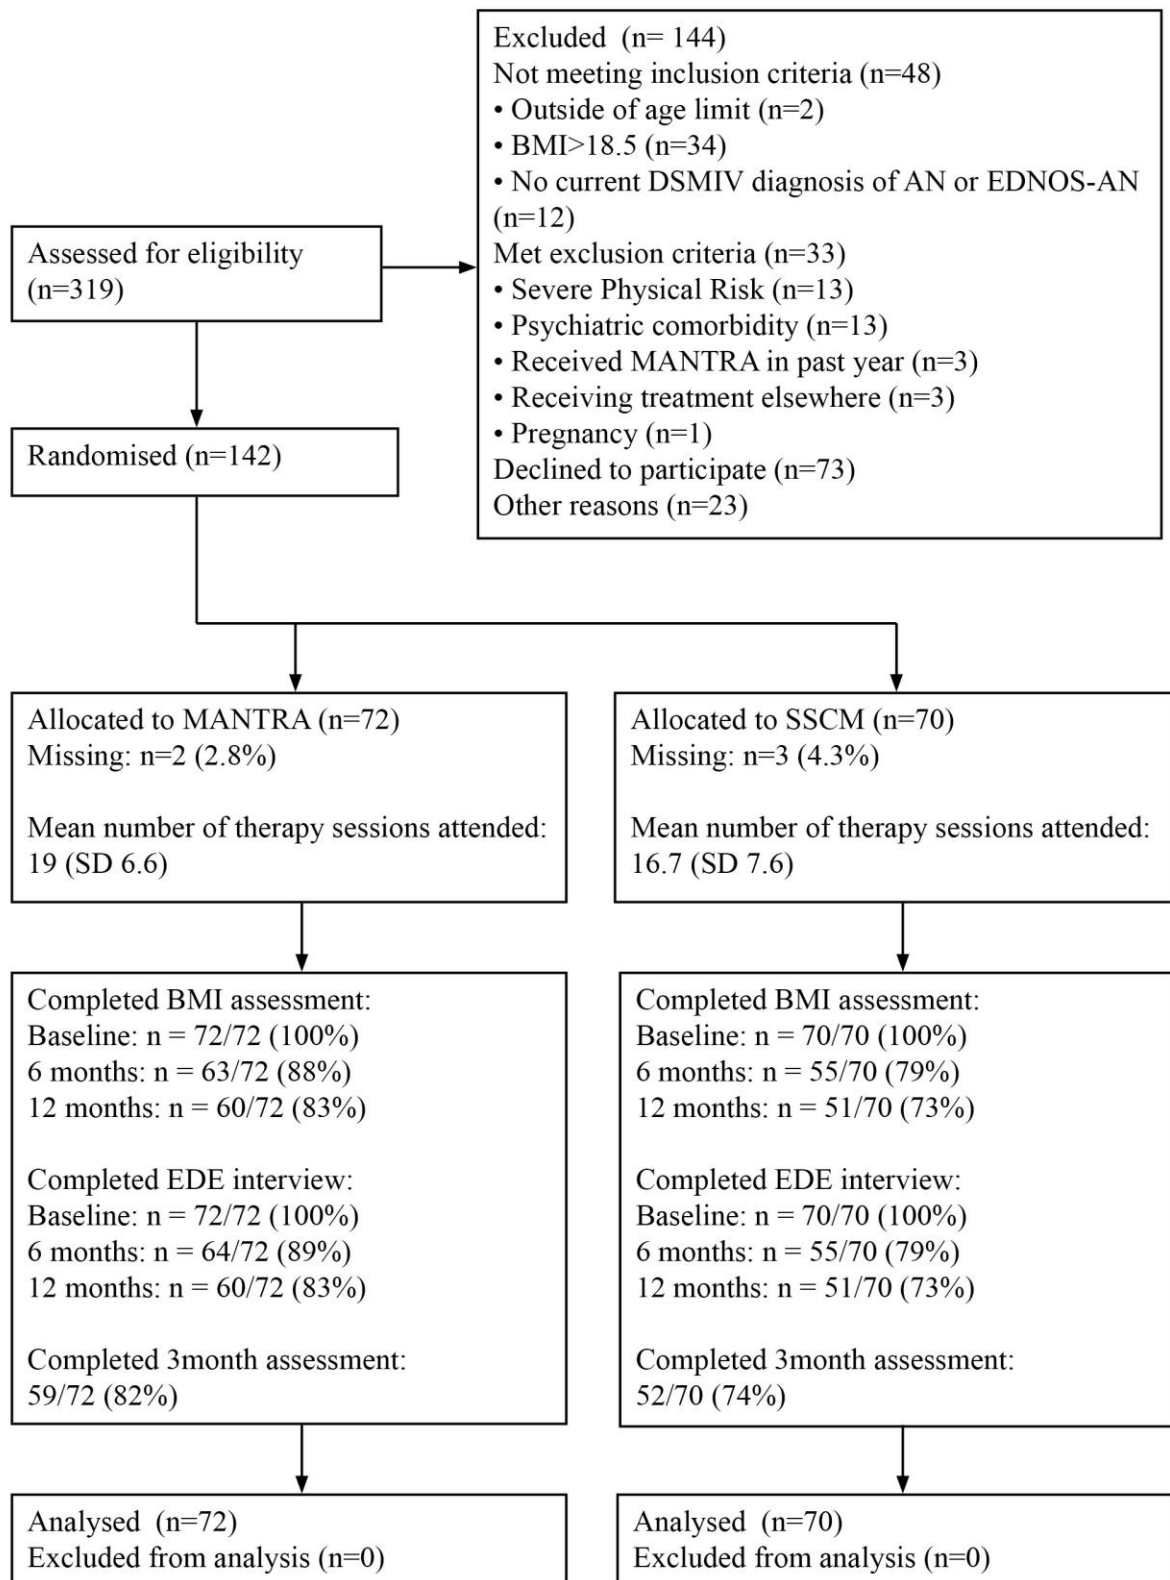 Assessed for eligibility
(n=319)
Excluded (n= 144)
Not meeting inclusion criteria (n=48)
• Outside of age limit (n=2)
• BMI>18.5 (n=34)
• No current DSMIV diagnosis of AN or EDNOS-AN
(n=12)
Met exclusion criteria (n=33)
• Severe Physical Risk (n=13)
• Psychiatric comorbidity (n=13)
• Received MANTRA in past year (n=3)
• Receiving treatment elsewhere (n=3)
• Pregnancy (n=1)
Declined to participate (n=73)
Other reasons (n=23)
Randomised (n=142)
Allocated to MANTRA (n=72)
Missing: n=2 (2.8%)
Mean number of therapy sessions attended:
19 (SD 6.6)
Allocated to SSCM (n=70)
Missing: n=3 (4.3%)
Mean number of therapy sessions attended:
16.7 (SD 7.6)
Completed BMI assessment:
Baseline: n = 72/72 (100%)
6 months: n = 63/72 (88%)
12 months: n = 60/72 (83%)
Completed EDE interview:
Baseline: n = 72/72 (100%)
6 months: n = 64/72 (89%)
12 months: n = 60/72 (83%)
Completed 3month assessment:
59/72 (82%)
Completed BMI assessment:
Baseline: n = 70/70 (100%)
6 months: n = 55/70 (79%)
12 months: n = 51/70 (73%)
Completed EDE interview:
Baseline: n = 70/70 (100%)
6 months: n = 55/70 (79%)
12 months: n = 51/70 (73%)
Completed 3month assessment:
52/70 (74%)
Analysed (n=72)
Excluded from analysis (n=0)
Analysed (n=70)
Excluded from analysis (n=0)